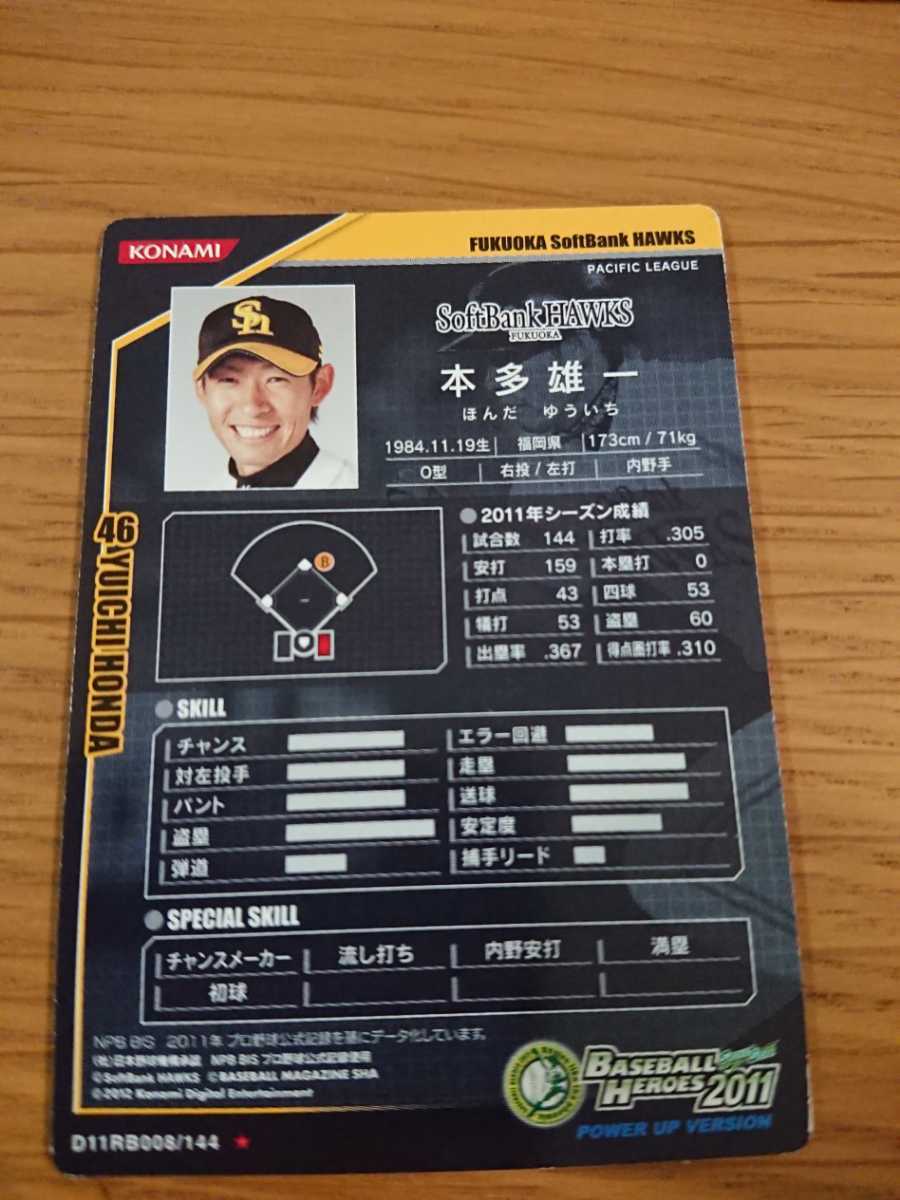 KONAMI
FUKUOKA SoftBank HAWKS
PACIFIC LEAGUE
SoftBank HAWKS
FUKUOKA
本多雄一
ほんだ ゆういち
1984.11.19生 福岡県 173cm / 71kg
O型 右投 / 左打 内野手
46 YUICHI HONDA
B
2011年シーズン成績
試合数 144 打率 .305
安打 159 本塁打 0
打点 43 四球 53
犠打 53 盗塁 60
出塁率 .367 得点圏打率 .310
SKILL
チャンス エラー回避
対左投手 走塁
バント 送球
盗塁 安定度
弾道 捕手リード
SPECIAL SKILL
チャンスメーカー 流し打ち 内野安打 満塁
初球
NPB BIS 2011年 プロ野球公式記録を基にデータ化しています。
(社)日本野球機構承認 NPB BIS プロ野球公式記録使用
©SoftBank HAWKS ©BASEBALL MAGAZINE SHA
©2012 Konami Digital Entertainment
BASEBALL HEROES 2011
POWER UP VERSION
D11RB008/144 ★